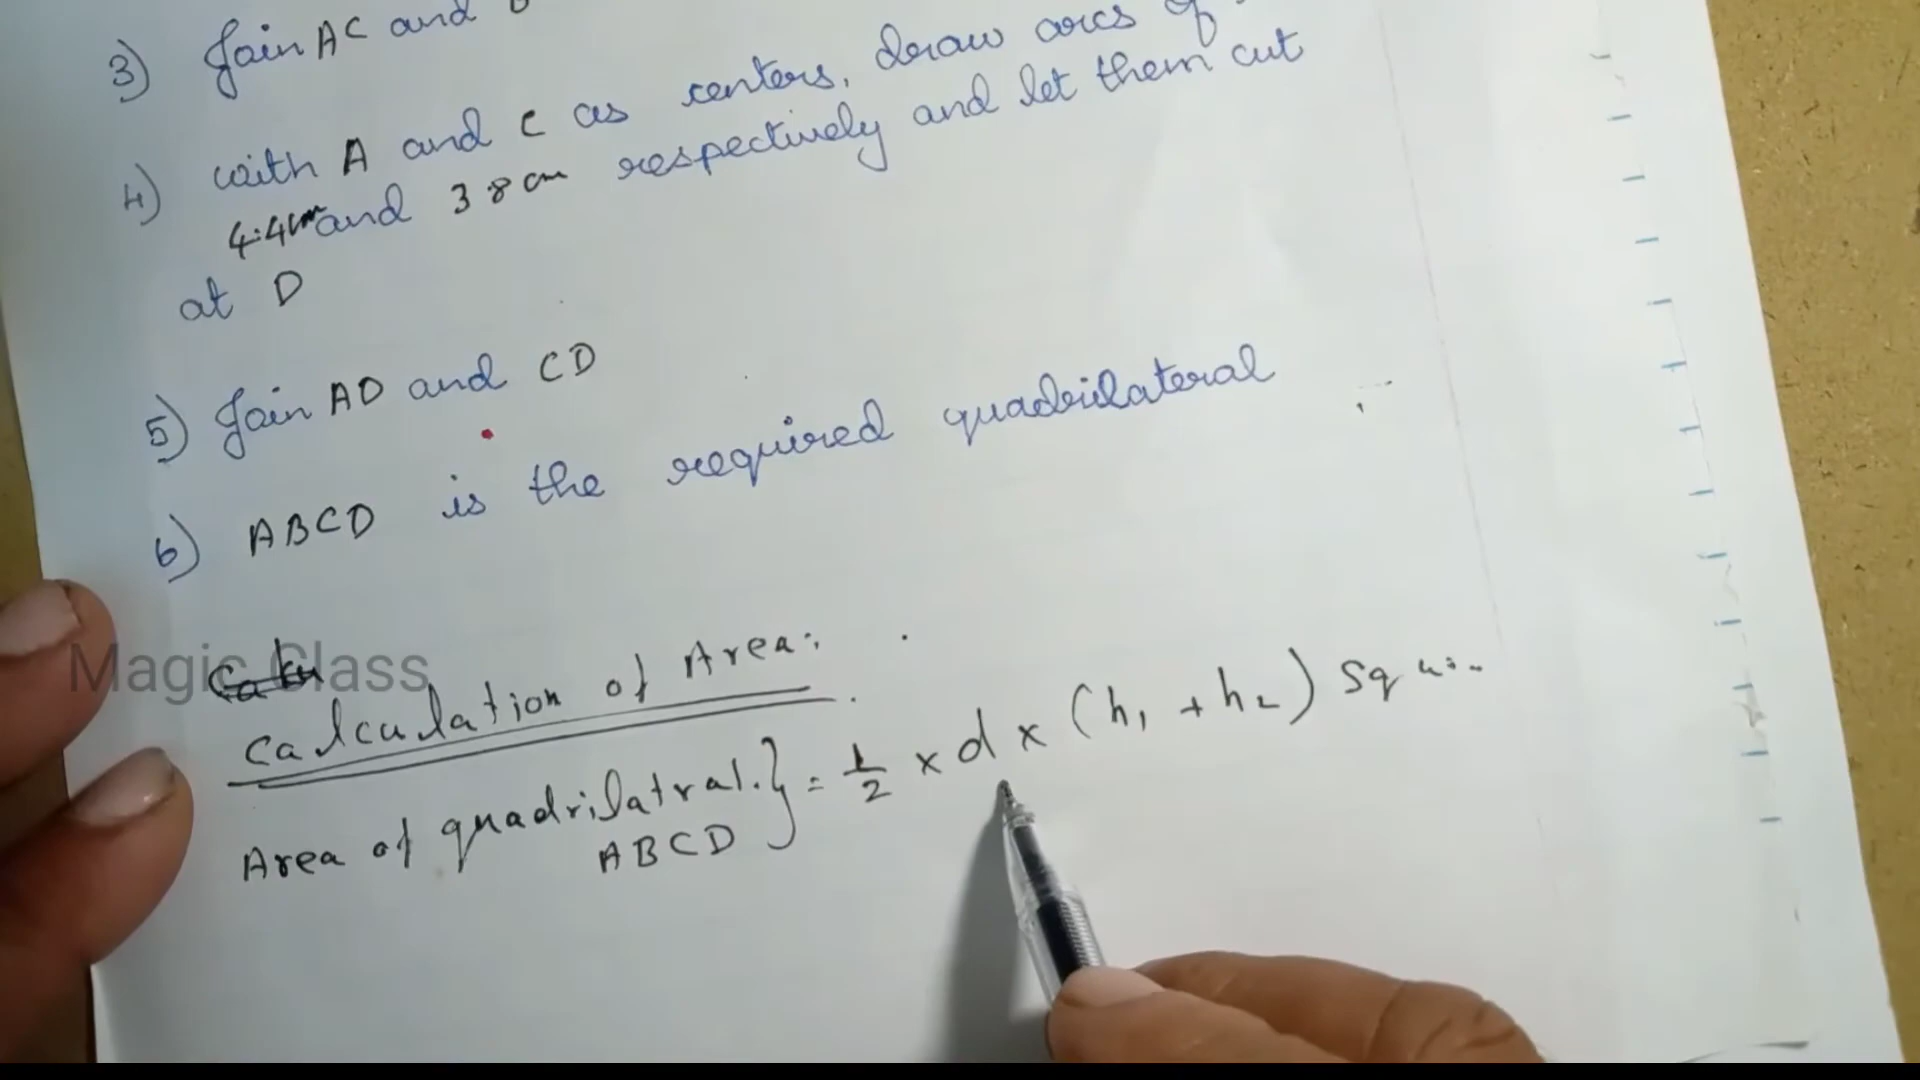 3) Join AC and
4) with A and C as centers, draw arcs of
4.4cm and 3.8cm respectively and let them cut
at D
5) Join AD and CD
6) ABCD is the required quadrilateral
Magic Class
Calculation of Area:
Area of quadrilatral.} = 1/2 x d x (h1 + h2) Sq
ABCD